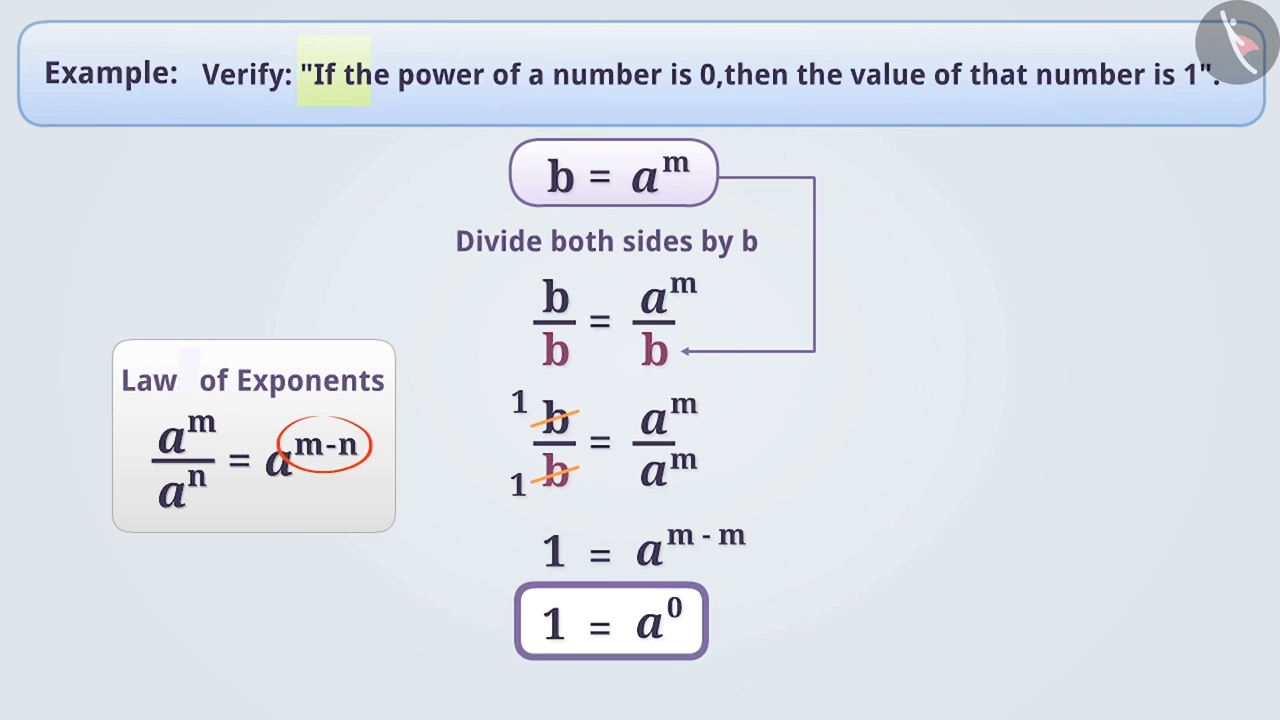 Example: Verify: "If the power of a number is 0,then the value of that number is 1".
b = a^m
Divide both sides by b
b/b = a^m/b
1 b/b 1 = a^m/a^m
1 = a^(m - m)
1 = a^0
Law of Exponents
a^m/a^n = a^(m-n)